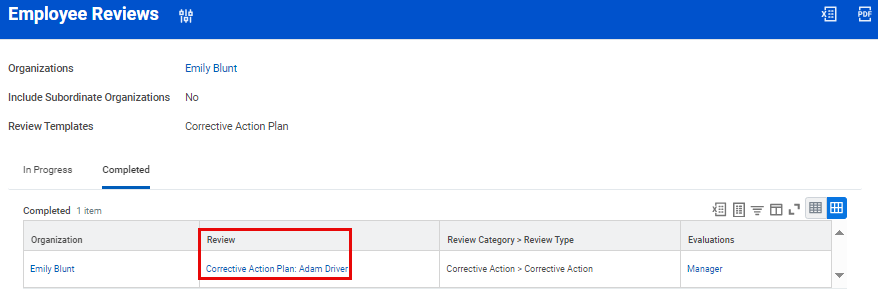 Employee Reviews
PDF
Organizations Emily Blunt
Include Subordinate Organizations No
Review Templates Corrective Action Plan
In Progress Completed
Completed 1 item
Organization Review Review Category > Review Type Evaluations
Emily Blunt Corrective Action Plan: Adam Driver Corrective Action > Corrective Action Manager